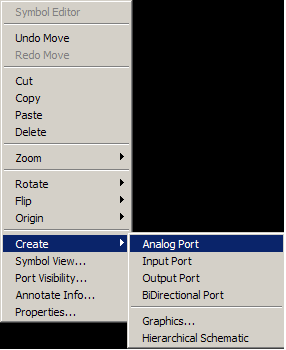 Symbol Editor
Undo Move
Redo Move
Cut
Copy
Paste
Delete
Zoom
Rotate
Flip
Origin
Create
Symbol View...
Port Visibility...
Annotate Info...
Properties...
Analog Port
Input Port
Output Port
BiDirectional Port
Graphics...
Hierarchical Schematic